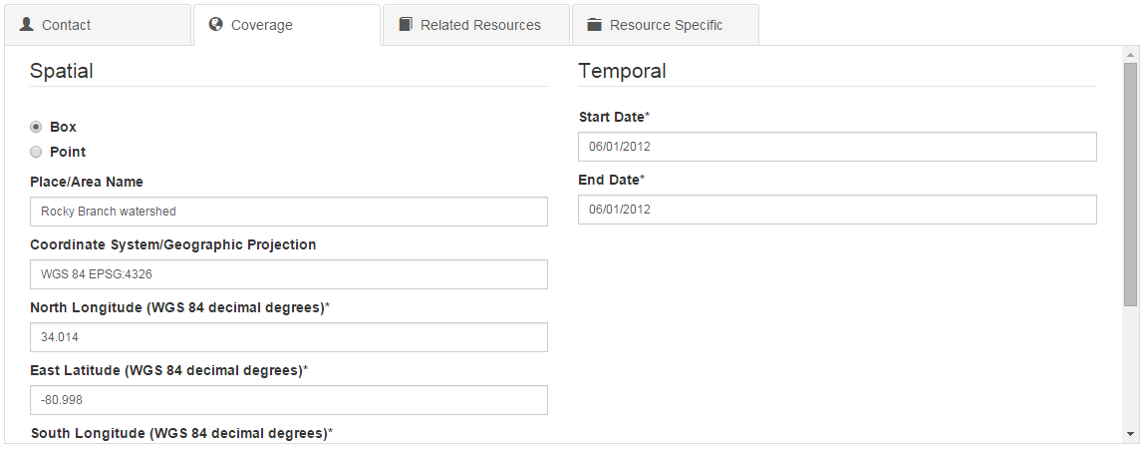 Contact
Coverage
Related Resources
Resource Specific
Spatial
Box
Point
Place/Area Name
Rocky Branch watershed
Coordinate System/Geographic Projection
WGS 84 EPSG:4326
North Longitude (WGS 84 decimal degrees)*
34.014
East Latitude (WGS 84 decimal degrees)*
-80.998
South Longitude (WGS 84 decimal degrees)*
Temporal
Start Date*
06/01/2012
End Date*
06/01/2012